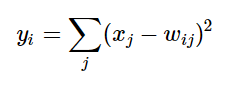 $y_i = \sum_j (x_j - w_{ij})^2$